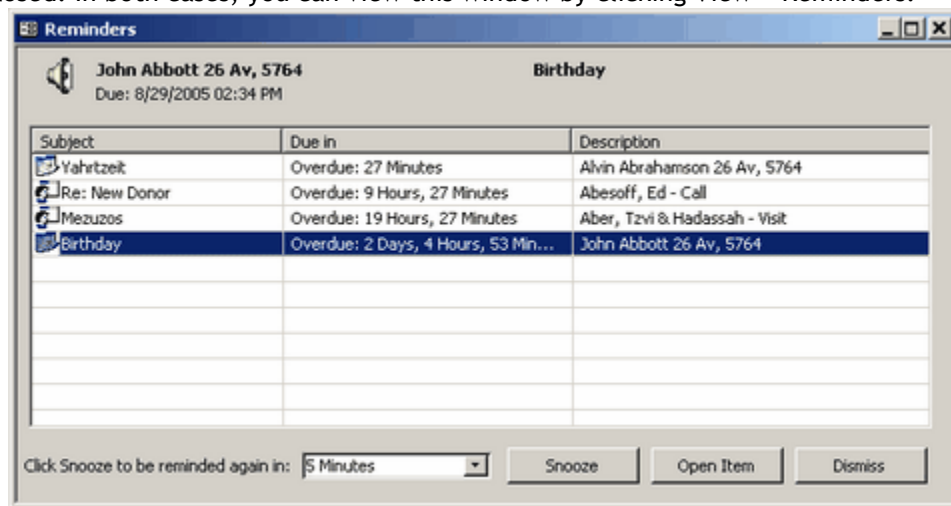 Reminders
John Abbott 26 Av, 5764 Birthday
Due: 8/29/2005 02:34 PM
Subject Due in Description
Yahrtzeit Overdue: 27 Minutes Alvin Abrahamson 26 Av, 5764
Re: New Donor Overdue: 9 Hours, 27 Minutes Abesoff, Ed - Call
Mezuzos Overdue: 19 Hours, 27 Minutes Aber, Tzvi & Hadassah - Visit
Birthday Overdue: 2 Days, 4 Hours, 53 Min... John Abbott 26 Av, 5764
Click Snooze to be reminded again in: 5 Minutes Snooze Open Item Dismiss